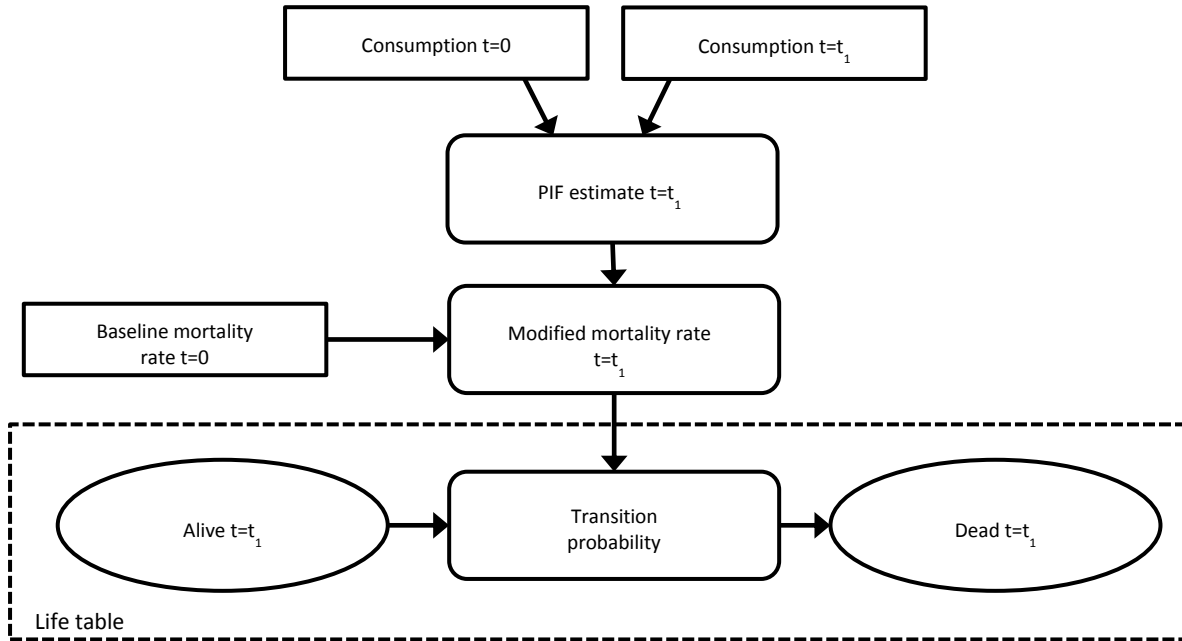 Consumption t=0
Consumption t=t₁
PIF estimate t=t₁
Baseline mortality
rate t=0
Modified mortality rate
t=t₁
Alive t=t₁
Transition
probability
Dead t=t₁
Life table